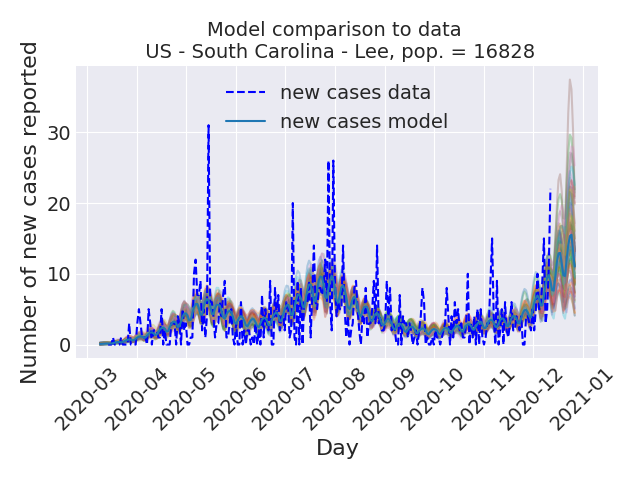 Model comparison to data
US - South Carolina - Lee, pop. = 16828
Number of new cases reported
new cases data
new cases model
30
20
10
0
2020-03
2020-04
2020-05
2020-06
2020-07
2020-08
2020-09
2020-10
2020-11
2020-12
2021-01
Day